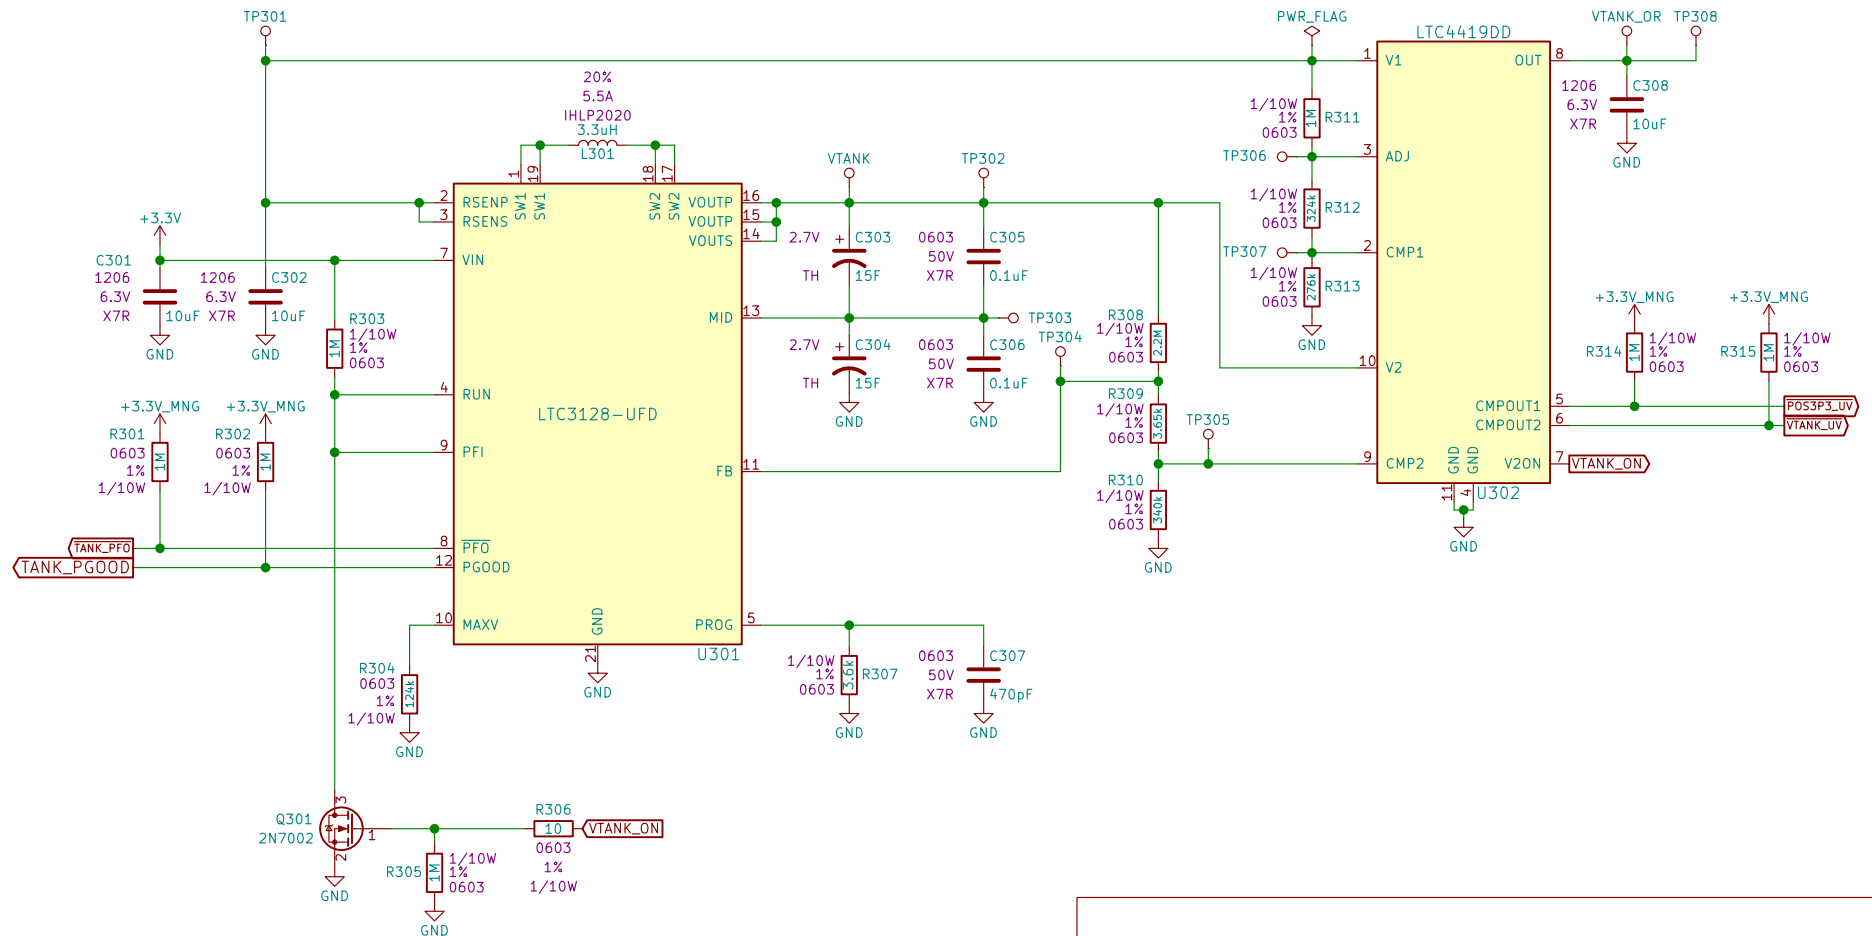 TP301
PWR_FLAG
VTANK_OR
TP308
LTC4419DD
1
V1
OUT
8
20%
5.5A
IHLP2020
3.3uH
L301
1206
6.3V
X7R
C308
10uF
GND
1/10W
1%
0603
1M
R311
TP306
3
ADJ
VTANK
TP302
1
19
18
17
SW1
SW1
SW2
SW2
2
RSENP
3
RSENS
VOUTP
16
VOUTP
15
VOUTS
14
1/10W
1%
0603
324k
R312
+3.3V
2.7V
+
C303
TH
15F
0603
50V
X7R
C305
0.1uF
TP307
2
CMP1
7
VIN
C301
1206
6.3V
X7R
10uF
GND
1206
6.3V
X7R
C302
10uF
GND
1/10W
1%
0603
276k
R313
GND
R303
1/10W
1%
0603
1M
MID
13
TP303
TP304
2.7V
+
C304
TH
15F
GND
0603
50V
X7R
C306
0.1uF
GND
R308
1/10W
1%
0603
2.2M
10
V2
+3.3V_MNG
+3.3V_MNG
R314
1M
1/10W
1%
0603
R315
1M
1/10W
1%
0603
4
RUN
LTC3128-UFD
+3.3V_MNG
+3.3V_MNG
R301
0603
1%
1/10W
1M
R302
0603
1%
1/10W
1M
9
PFI
FB
11
R309
1/10W
1%
0603
3.65k
TP305
CMPOUT1
5
POS3P3_UV
CMPOUT2
6
VTANK_UV
9
CMP2
GND
GND
V2ON
7
VTANK_ON
11
4
U302
GND
R310
1/10W
1%
0603
340k
GND
TANK_PFO
8
PFO
TANK_PGOOD
12
PGOOD
10
MAXV
GND
PROG
5
21
U301
GND
R304
0603
1%
1/10W
124k
GND
1/10W
1%
0603
3.6k
R307
GND
0603
50V
X7R
C307
470pF
GND
Q301
2N7002
3
1
2
GND
R306
10
0603
1%
1/10W
VTANK_ON
R305
1M
1/10W
1%
0603
GND